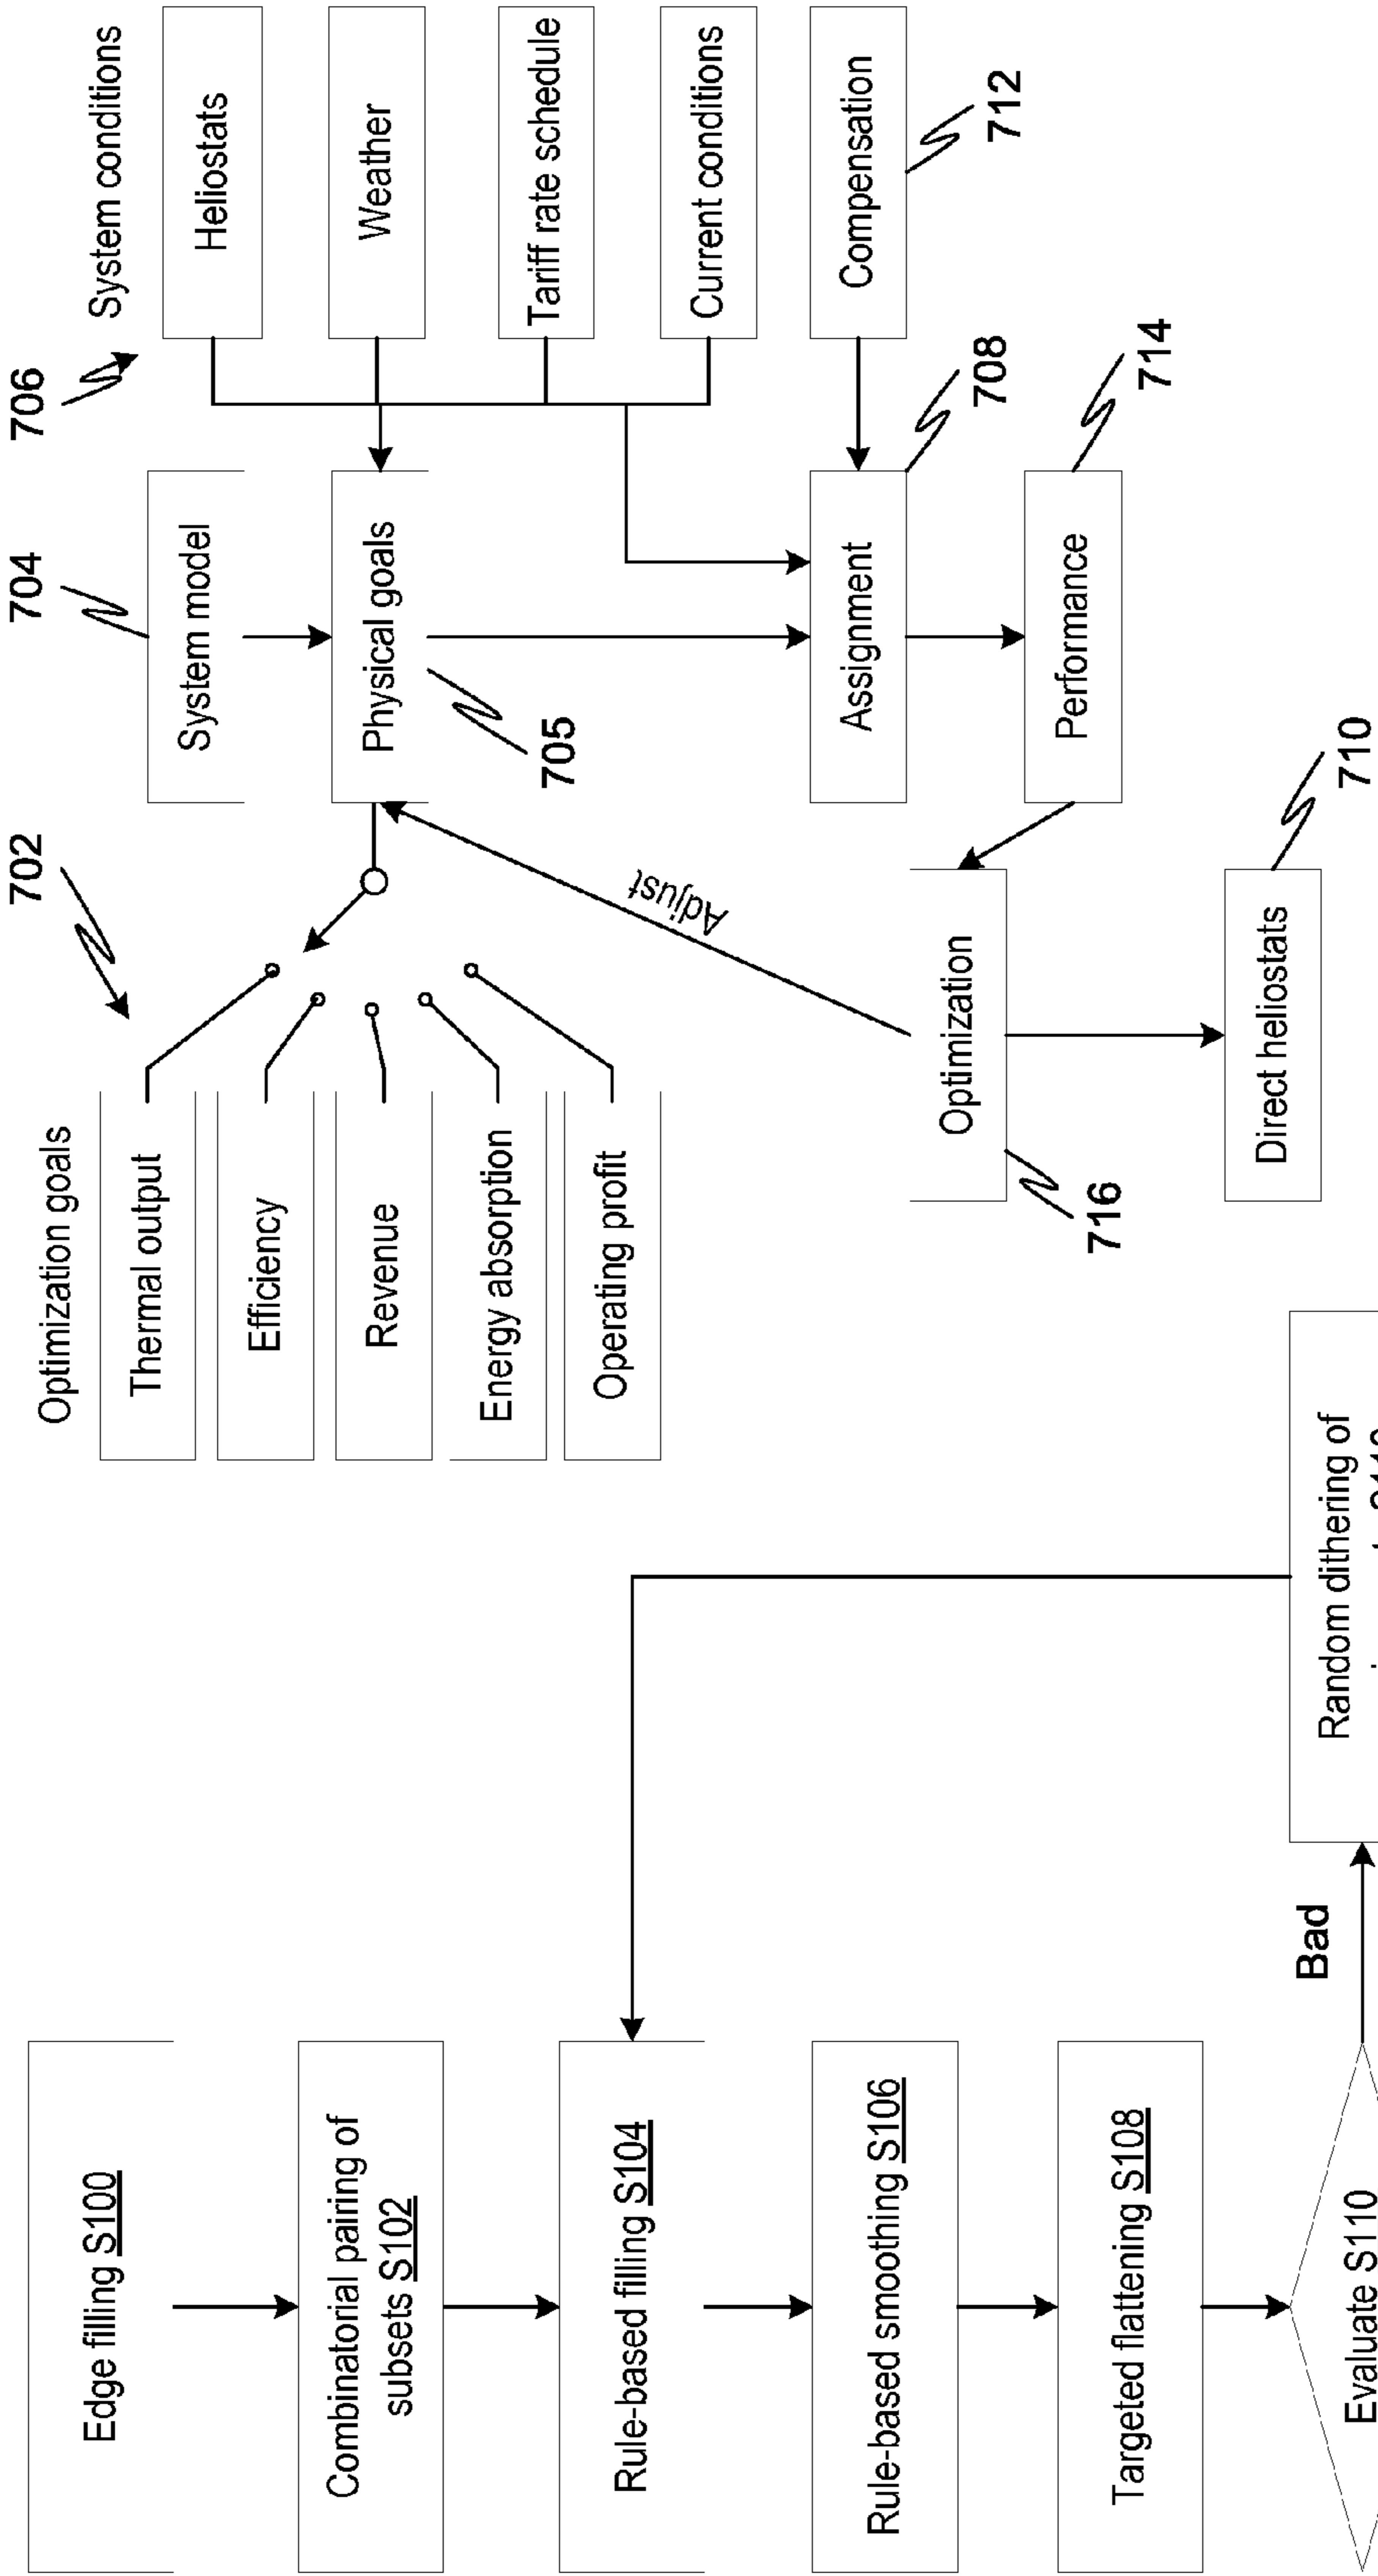 Edge filling S100
Combinatorial pairing of
subsets S102
Rule-based filling S104
Rule-based smoothing S106
Targeted flattening S108
Evaluate S110
Bad
Random dithering of
702
Optimization goals
Thermal output
Efficiency
Revenue
Energy absorption
Operating profit
704
System model
Physical goals
705
706
System conditions
Heliostats
Weather
Tariff rate schedule
Current conditions
Compensation
712
Assignment
708
Performance
714
Adjust
Optimization
716
Direct heliostats
710